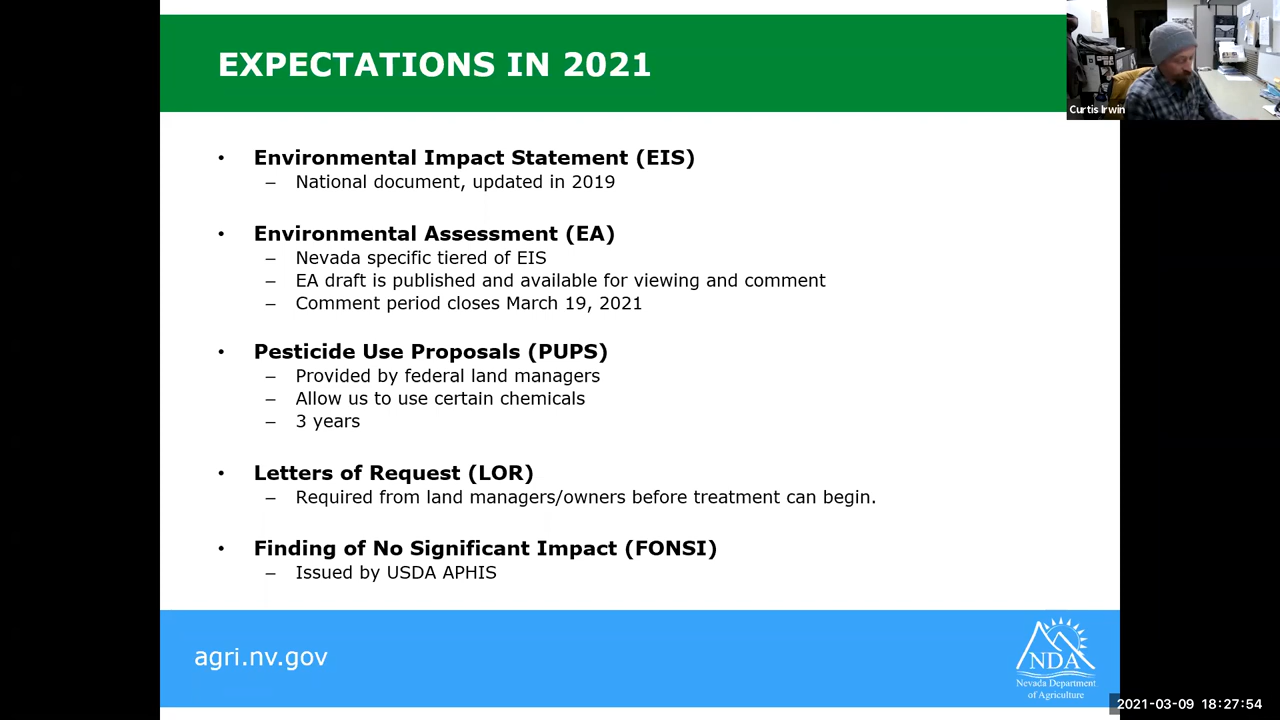 EXPECTATIONS IN 2021
Curtis Irwin
• Environmental Impact Statement (EIS)
– National document, updated in 2019
• Environmental Assessment (EA)
– Nevada specific tiered of EIS
– EA draft is published and available for viewing and comment
– Comment period closes March 19, 2021
• Pesticide Use Proposals (PUPS)
– Provided by federal land managers
– Allow us to use certain chemicals
– 3 years
• Letters of Request (LOR)
– Required from land managers/owners before treatment can begin.
• Finding of No Significant Impact (FONSI)
– Issued by USDA APHIS
agri.nv.gov
NDA
Nevada Department
of Agriculture
2021-03-09 18:27:54